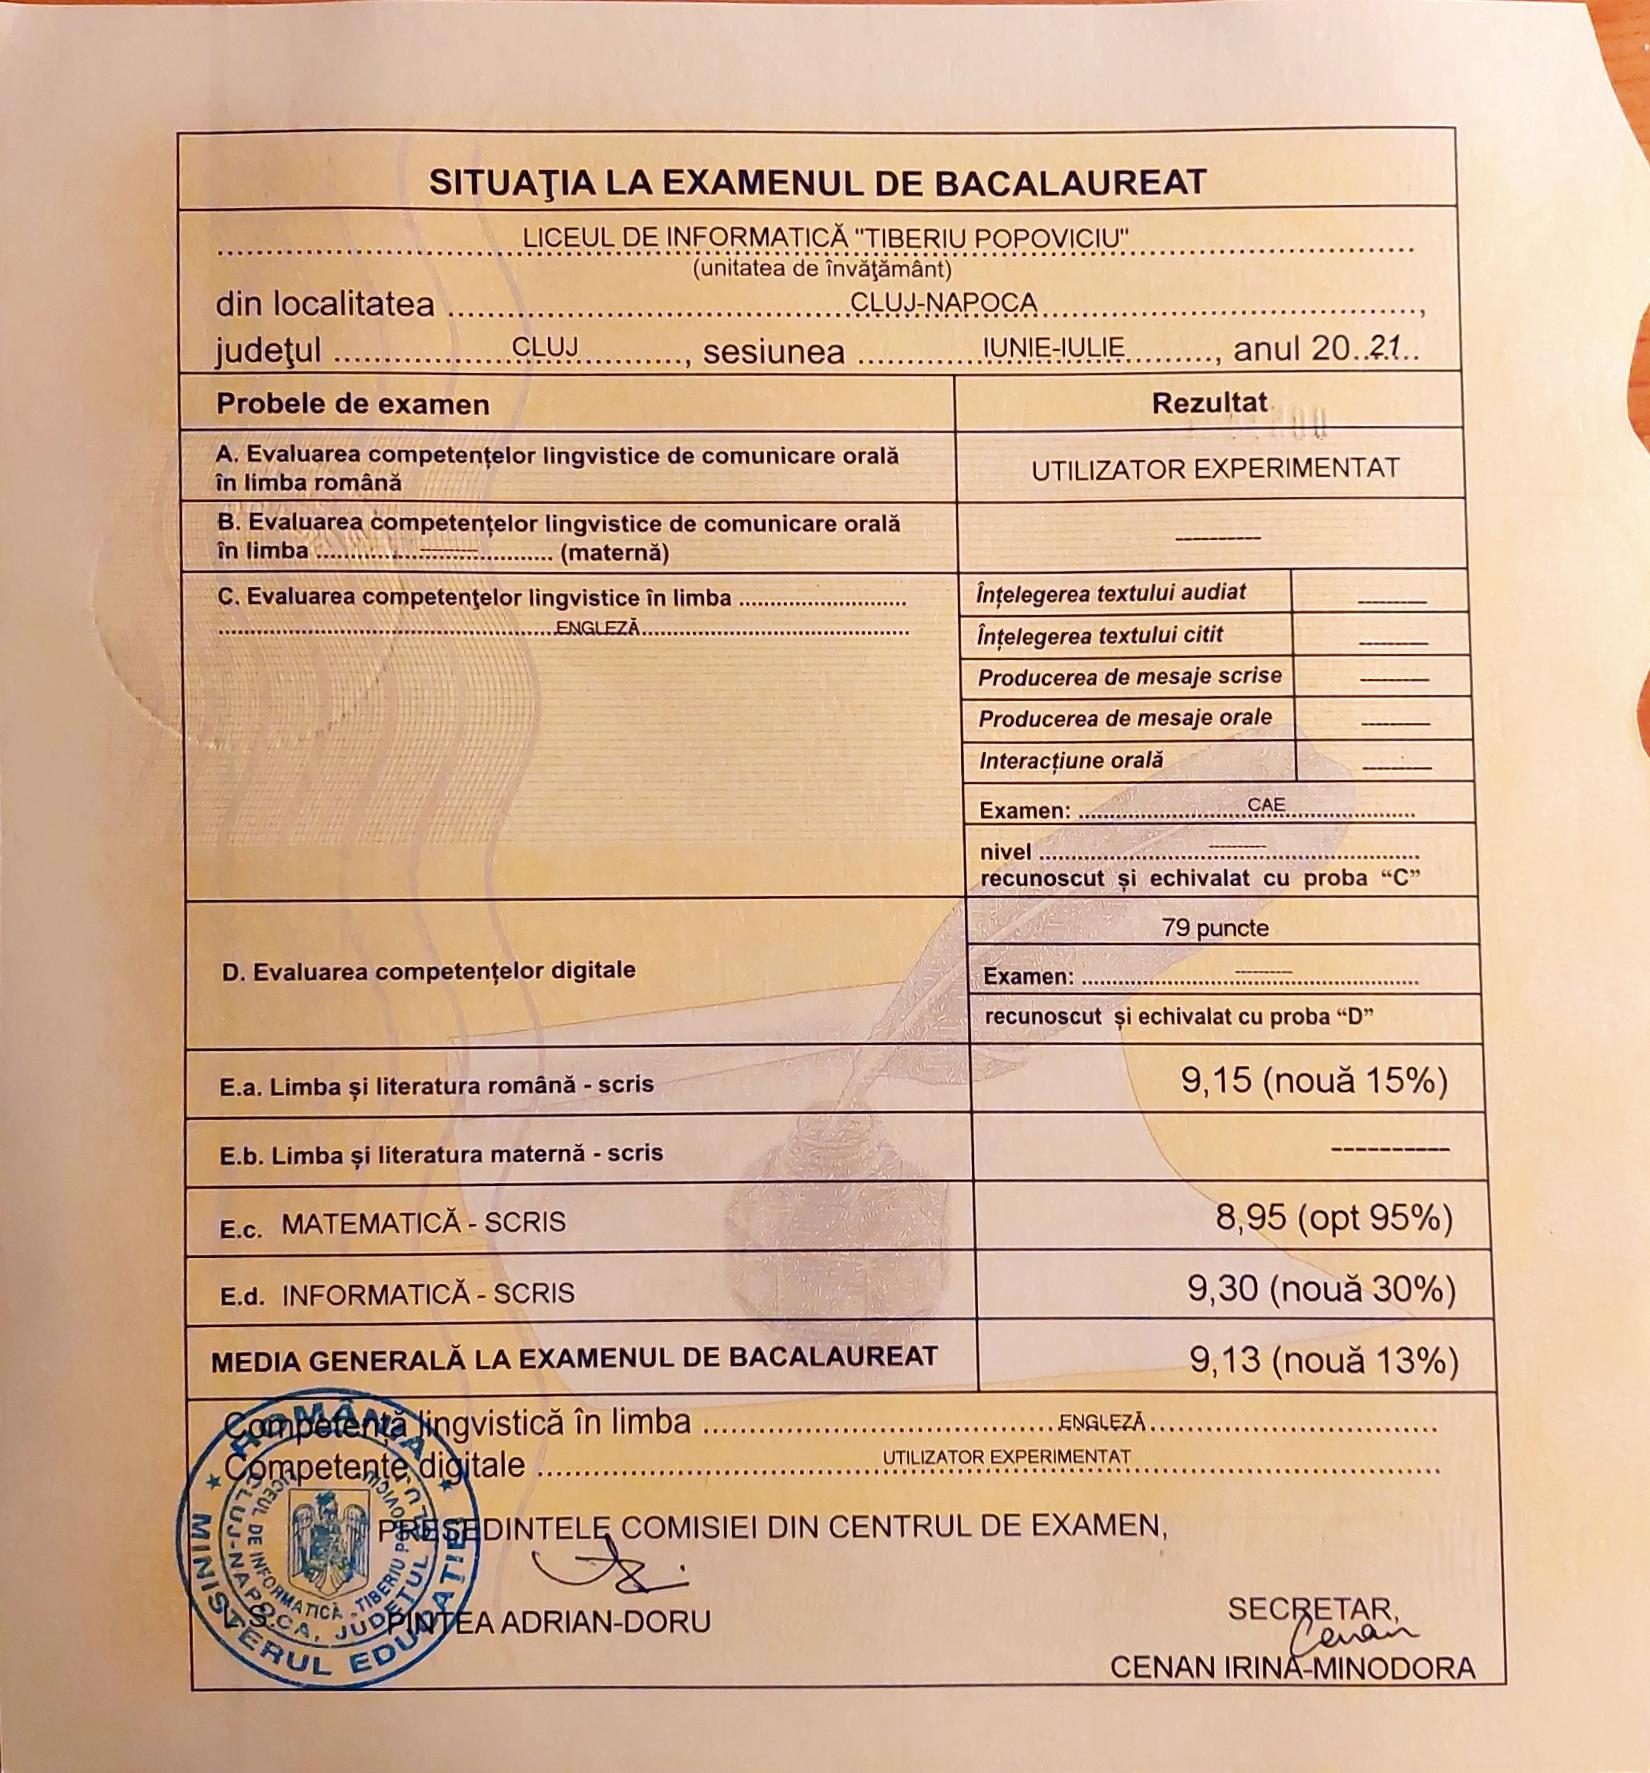 SITUAŢIA LA EXAMENUL DE BACALAUREAT
LICEUL DE INFORMATICĂ "TIBERIU POPOVICIU"
(unitatea de învăţământ)
din localitatea CLUJ-NAPOCA,
judeţul CLUJ, sesiunea IUNIE-IULIE, anul 2021
Probele de examen Rezultat
A. Evaluarea competențelor lingvistice de comunicare orală
în limba română
UTILIZATOR EXPERIMENTAT
B. Evaluarea competențelor lingvistice de comunicare orală
în limba ---------- (maternă)
----------
C. Evaluarea competenţelor lingvistice în limba
ENGLEZĂ
Înțelegerea textului audiat ----------
Înțelegerea textului citit ----------
Producerea de mesaje scrise ----------
Producerea de mesaje orale ----------
Interacțiune orală ----------
Examen: CAE
nivel ----------
recunoscut și echivalat cu proba “C”
D. Evaluarea competențelor digitale
79 puncte
Examen: ----------
recunoscut și echivalat cu proba “D”
E.a. Limba și literatura română - scris 9,15 (nouă 15%)
E.b. Limba și literatura maternă - scris ----------
E.c. MATEMATICĂ - SCRIS 8,95 (opt 95%)
E.d. INFORMATICĂ - SCRIS 9,30 (nouă 30%)
MEDIA GENERALĂ LA EXAMENUL DE BACALAUREAT 9,13 (nouă 13%)
Competență lingvistică în limba ENGLEZĂ
Competențe digitale UTILIZATOR EXPERIMENTAT
PREȘEDINTELE COMISIEI DIN CENTRUL DE EXAMEN,
L.S. PINTEA ADRIAN-DORU
SECRETAR,
Cenan
CENAN IRINA-MINODORA
ROMÂNIA
MINISTERUL EDUCAȚIEI
CLUJ-NAPOCA, JUDEȚUL CLUJ
LICEUL DE INFORMATICĂ „TIBERIU POPOVICIU”